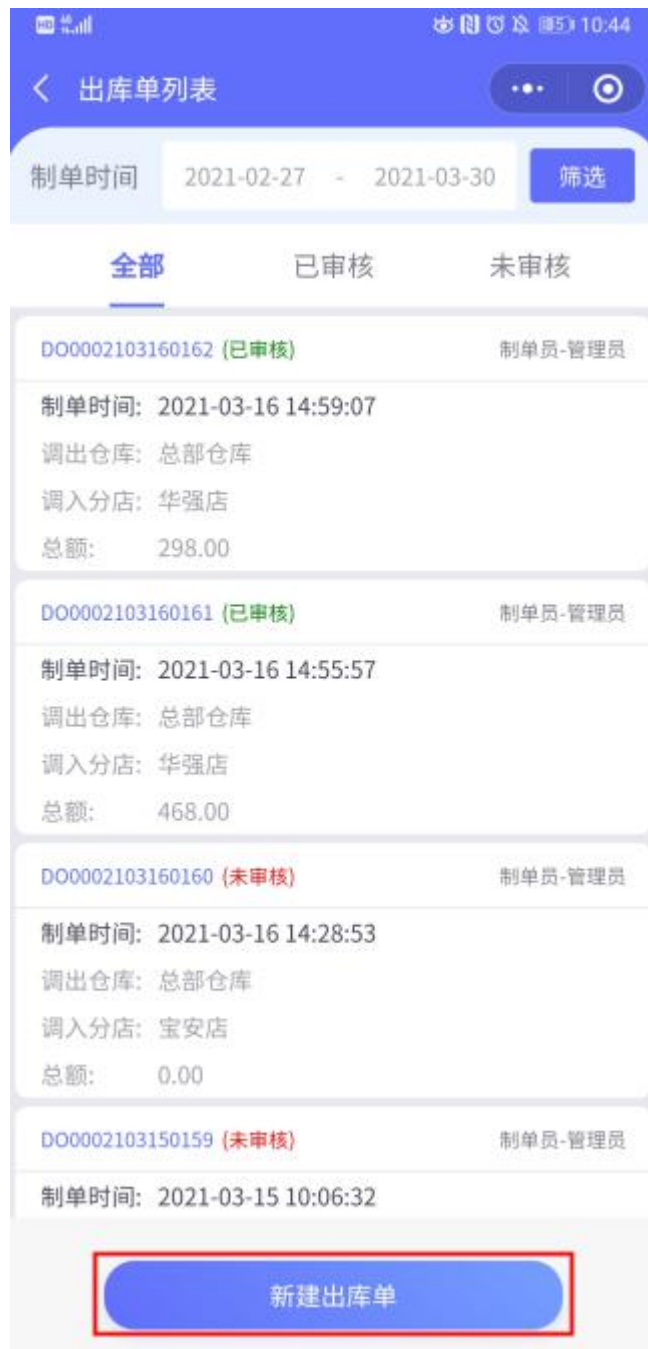 HD 10:44
出库单列表
制单时间 2021-02-27 - 2021-03-30 筛选
全部 已审核 未审核
DO0002103160162 (已审核) 制单员-管理员
制单时间: 2021-03-16 14:59:07
调出仓库: 总部仓库
调入分店: 华强店
总额: 298.00
DO0002103160161 (已审核) 制单员-管理员
制单时间: 2021-03-16 14:55:57
调出仓库: 总部仓库
调入分店: 华强店
总额: 468.00
DO0002103160160 (未审核) 制单员-管理员
制单时间: 2021-03-16 14:28:53
调出仓库: 总部仓库
调入分店: 宝安店
总额: 0.00
DO0002103150159 (未审核) 制单员-管理员
制单时间: 2021-03-15 10:06:32
新建出库单